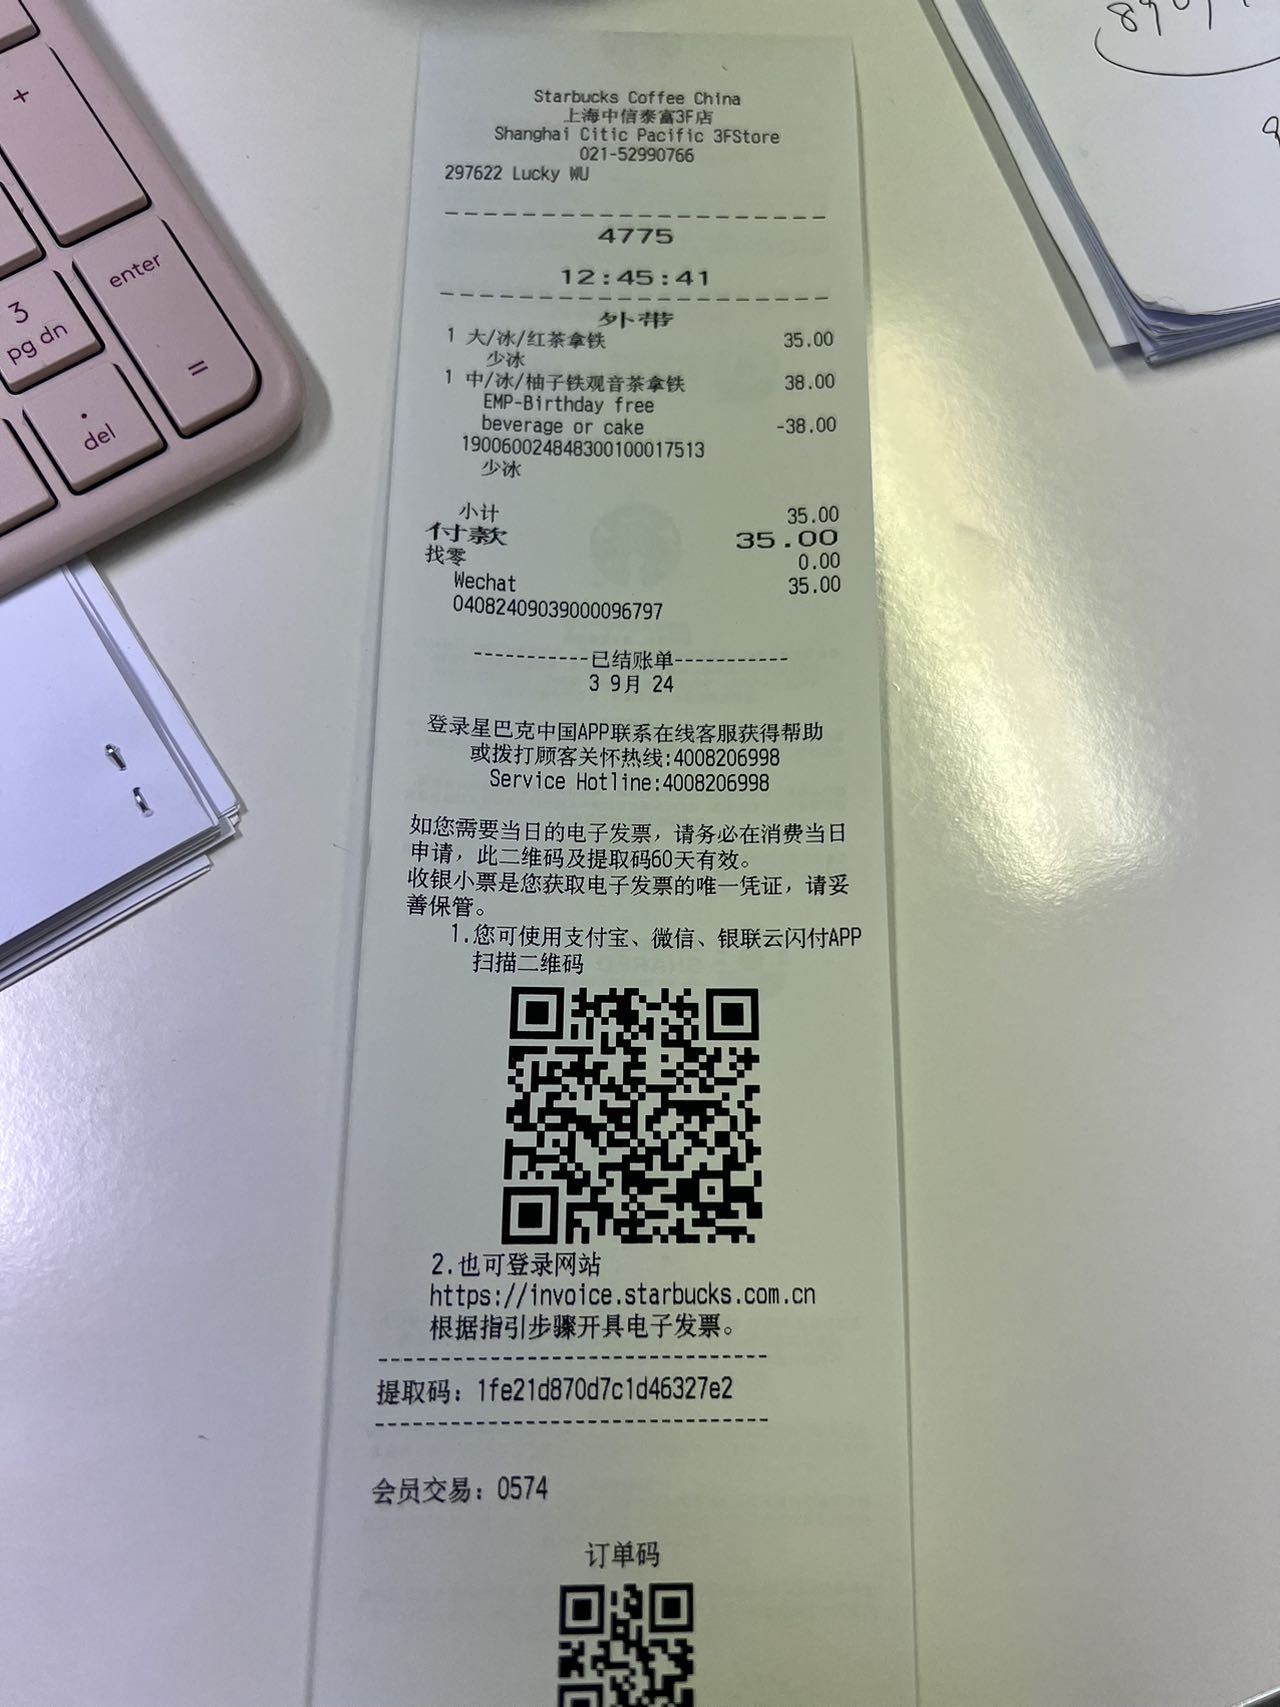 Starbucks Coffee China
上海中信泰富3F店
Shanghai Citic Pacific 3FStore
021-52990766
297622 Lucky WU
4775
12:45:41
外带
1 大/冰/红茶拿铁 35.00
少冰
1 中/冰/柚子铁观音茶拿铁 38.00
EMP-Birthday free
beverage or cake -38.00
190060024848300100017513
少冰
小计 35.00
付款 35.00
找零 0.00
Wechat 35.00
04082409039000096797
-----------已结账单-----------
3 9月 24
登录星巴克中国APP联系在线客服获得帮助
或拨打顾客关怀热线:4008206998
Service Hotline:4008206998
如您需要当日的电子发票，请务必在消费当日
申请，此二维码及提取码60天有效。
收银小票是您获取电子发票的唯一凭证，请妥
善保管。
1.您可使用支付宝、微信、银联云闪付APP
扫描二维码
2.也可登录网站
https://invoice.starbucks.com.cn
根据指引步骤开具电子发票。
提取码：1fe21d870d7c1d46327e2
会员交易：0574
订单码
+
enter
=
3
pg dn
.
del